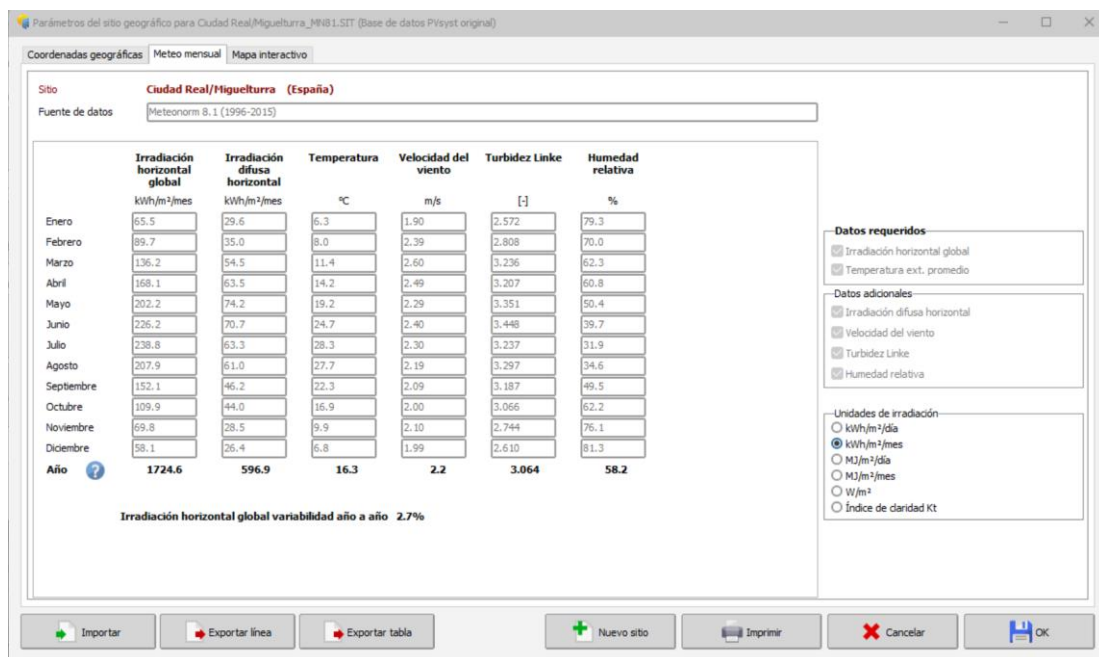 Parámetros del sitio geográfico para Ciudad Real/Miguelturra_MN81.SIT (Base de datos PVsyst original)
Coordenadas geográficas Meteo mensual Mapa interactivo
Sitio Ciudad Real/Miguelturra (España)
Fuente de datos Meteonorm 8.1 (1996-2015)
Irradiación horizontal global Irradiación difusa horizontal Temperatura Velocidad del viento Turbidez Linke Humedad relativa
kWh/m²/mes kWh/m²/mes °C m/s [-] %
Enero 65.5 29.6 6.3 1.90 2.572 79.3
Febrero 89.7 35.0 8.0 2.39 2.808 70.0
Marzo 136.2 54.5 11.4 2.60 3.236 62.3
Abril 168.1 63.5 14.2 2.49 3.207 60.8
Mayo 202.2 74.2 19.2 2.29 3.351 50.4
Junio 226.2 70.7 24.7 2.40 3.448 39.7
Julio 238.8 63.3 28.3 2.30 3.237 31.9
Agosto 207.9 61.0 27.7 2.19 3.297 34.6
Septiembre 152.1 46.2 22.3 2.09 3.187 49.5
Octubre 109.9 44.0 16.9 2.00 3.066 62.2
Noviembre 69.8 28.5 9.9 2.10 2.744 76.1
Diciembre 58.1 26.4 6.8 1.99 2.610 81.3
Año ? 1724.6 596.9 16.3 2.2 3.064 58.2
Irradiación horizontal global variabilidad año a año 2.7%
Datos requeridos
Irradiación horizontal global
Temperatura ext. promedio
Datos adicionales
Irradiación difusa horizontal
Velocidad del viento
Turbidez Linke
Humedad relativa
Unidades de irradiación
kWh/m²/día
kWh/m²/mes
MJ/m²/día
MJ/m²/mes
W/m²
Índice de claridad Kt
Importar Exportar línea Exportar tabla Nuevo sitio Imprimir Cancelar OK